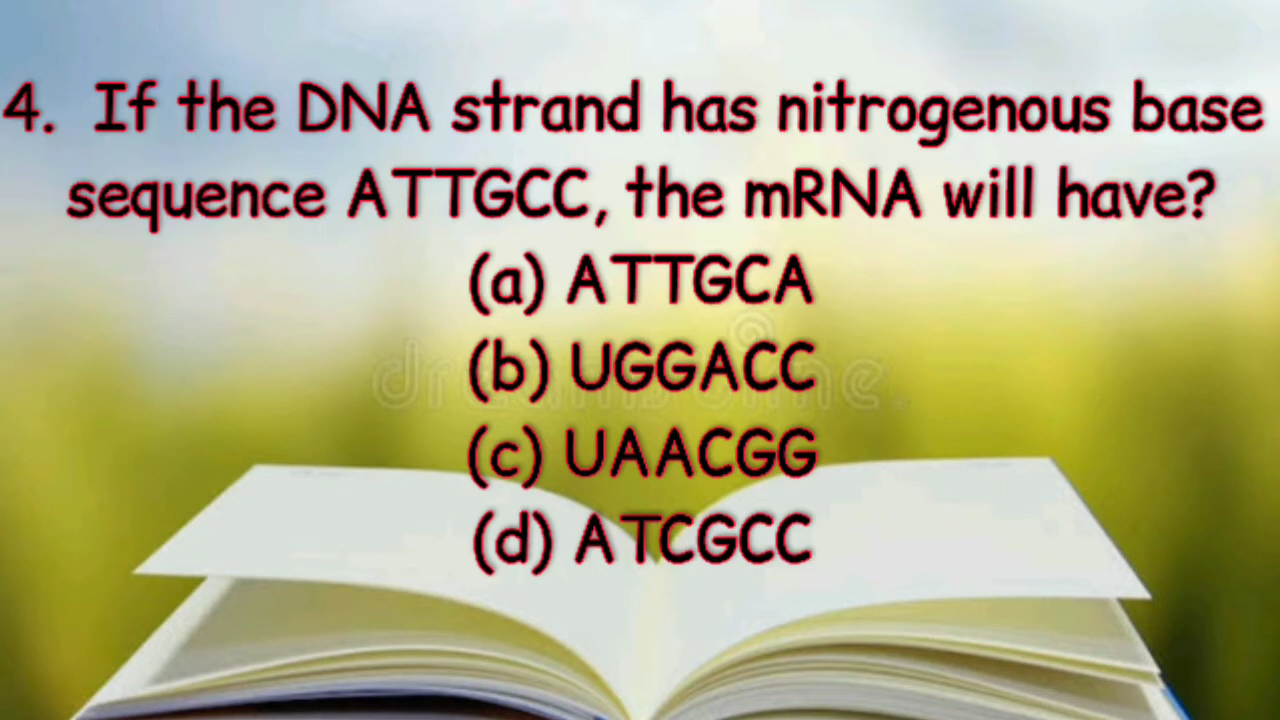 4. If the DNA strand has nitrogenous base
sequence ATTGCC, the mRNA will have?
(a) ATTGCA
(b) UGGACC
(c) UAACGG
(d) ATCGCC